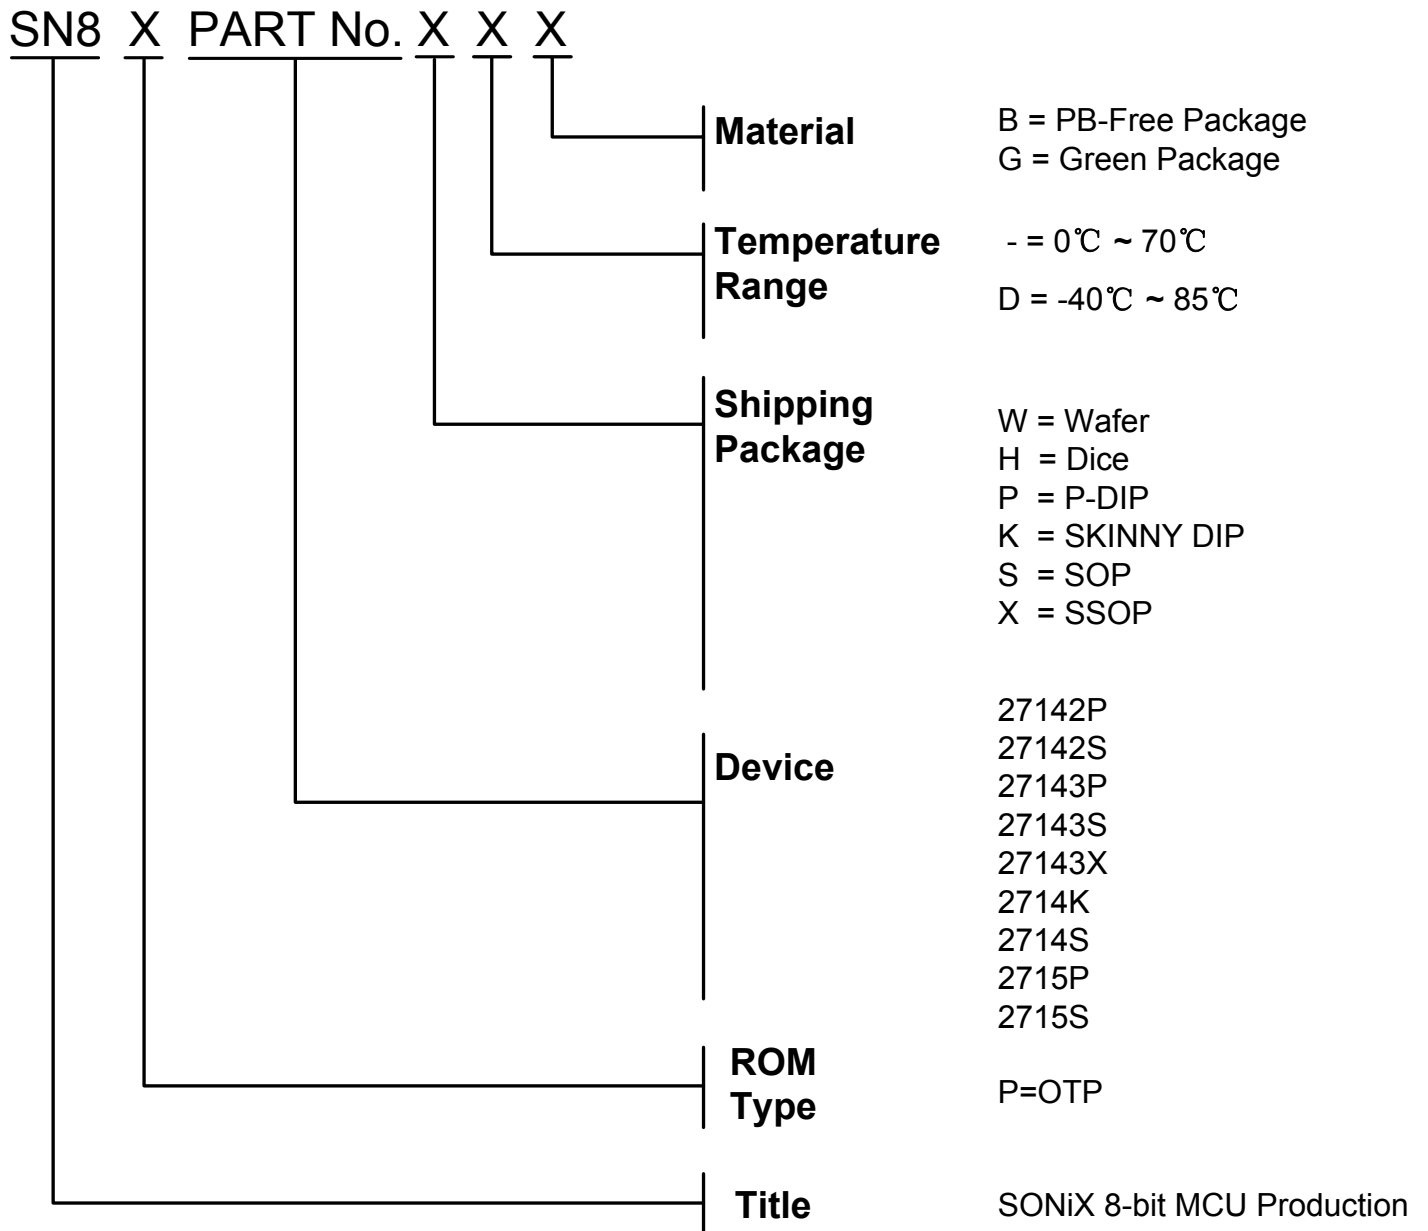 SN8 X PART No. X X X
Material
B = PB-Free Package
G = Green Package
Temperature
Range
- = 0℃ ~ 70℃
D = -40℃ ~ 85℃
Shipping
Package
W = Wafer
H = Dice
P = P-DIP
K = SKINNY DIP
S = SOP
X = SSOP
Device
27142P
27142S
27143P
27143S
27143X
2714K
2714S
2715P
2715S
ROM
Type
P=OTP
Title
SONiX 8-bit MCU Production